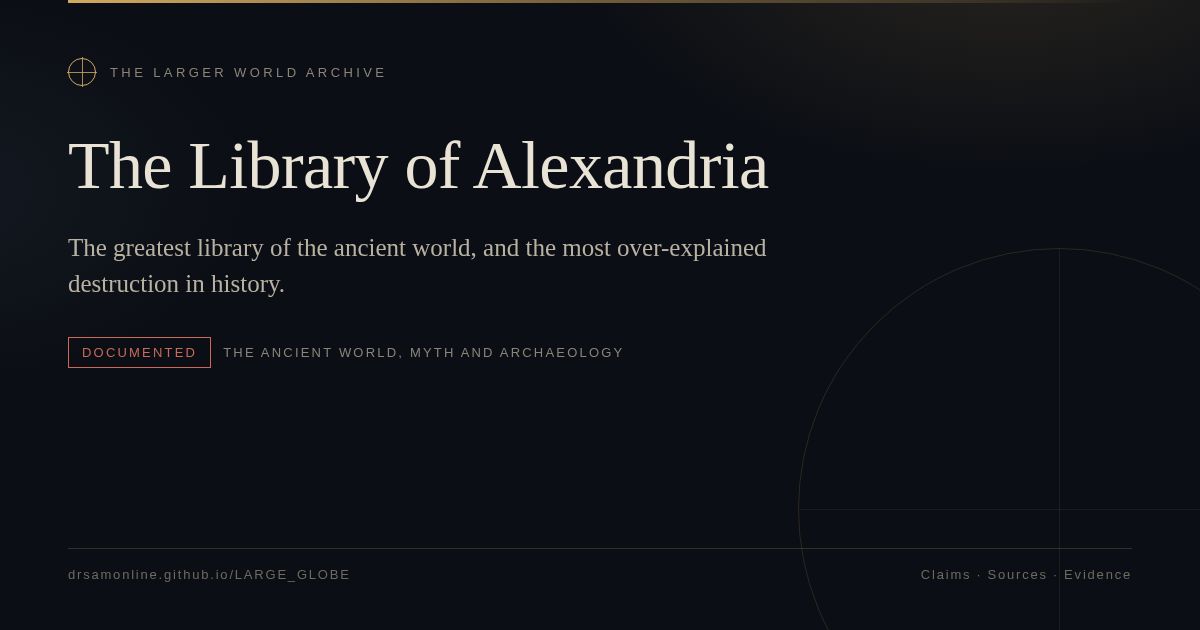 THE LARGER WORLD ARCHIVE
The Library of Alexandria
The greatest library of the ancient world, and the most over-explained
destruction in history.
DOCUMENTED THE ANCIENT WORLD, MYTH AND ARCHAEOLOGY
drsamonline.github.io/LARGE_GLOBE Claims · Sources · Evidence